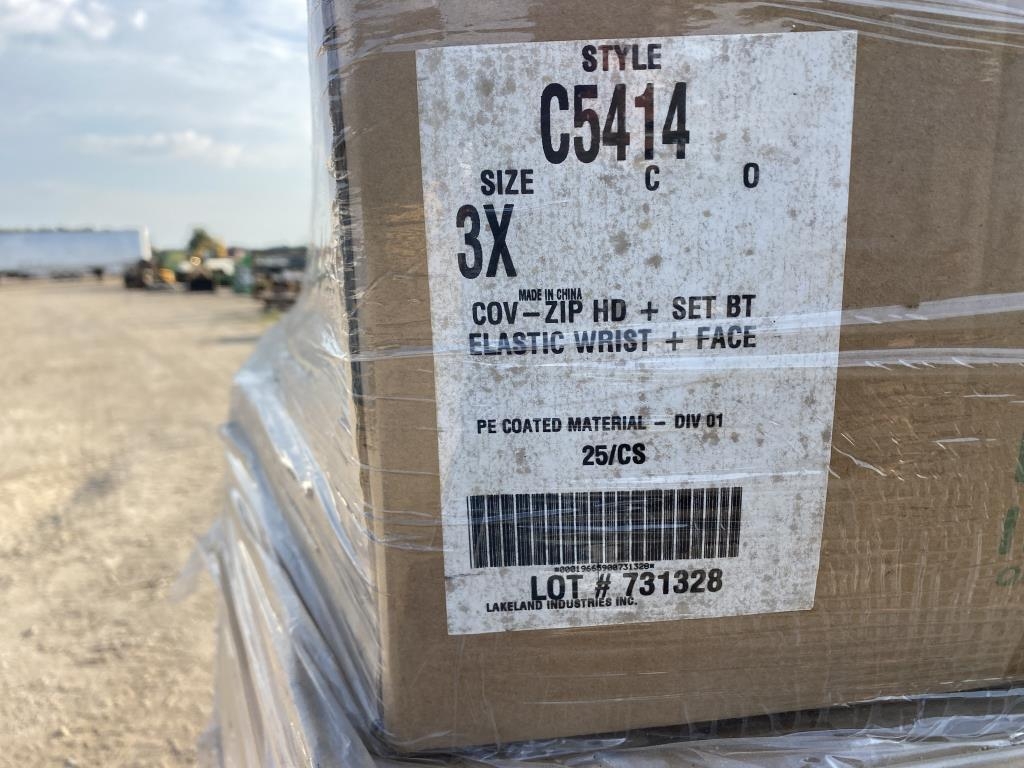 STYLE
C5414
SIZE C O
3X
MADE IN CHINA
COV-ZIP HD + SET BT
ELASTIC WRIST + FACE
PE COATED MATERIAL - DIV 01
25/CS
*00019665900731328*
LOT # 731328
LAKELAND INDUSTRIES INC.